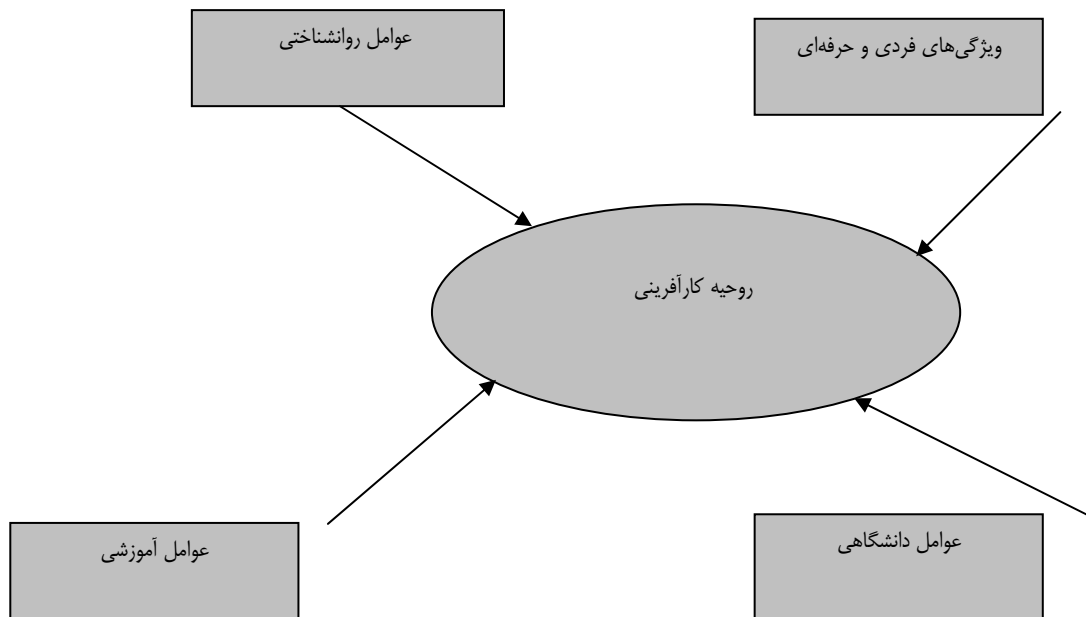 ویژگی‌های فردی و حرفه‌ای
عوامل روانشناختی
روحیه کارآفرینی
عوامل دانشگاهی
عوامل آموزشی